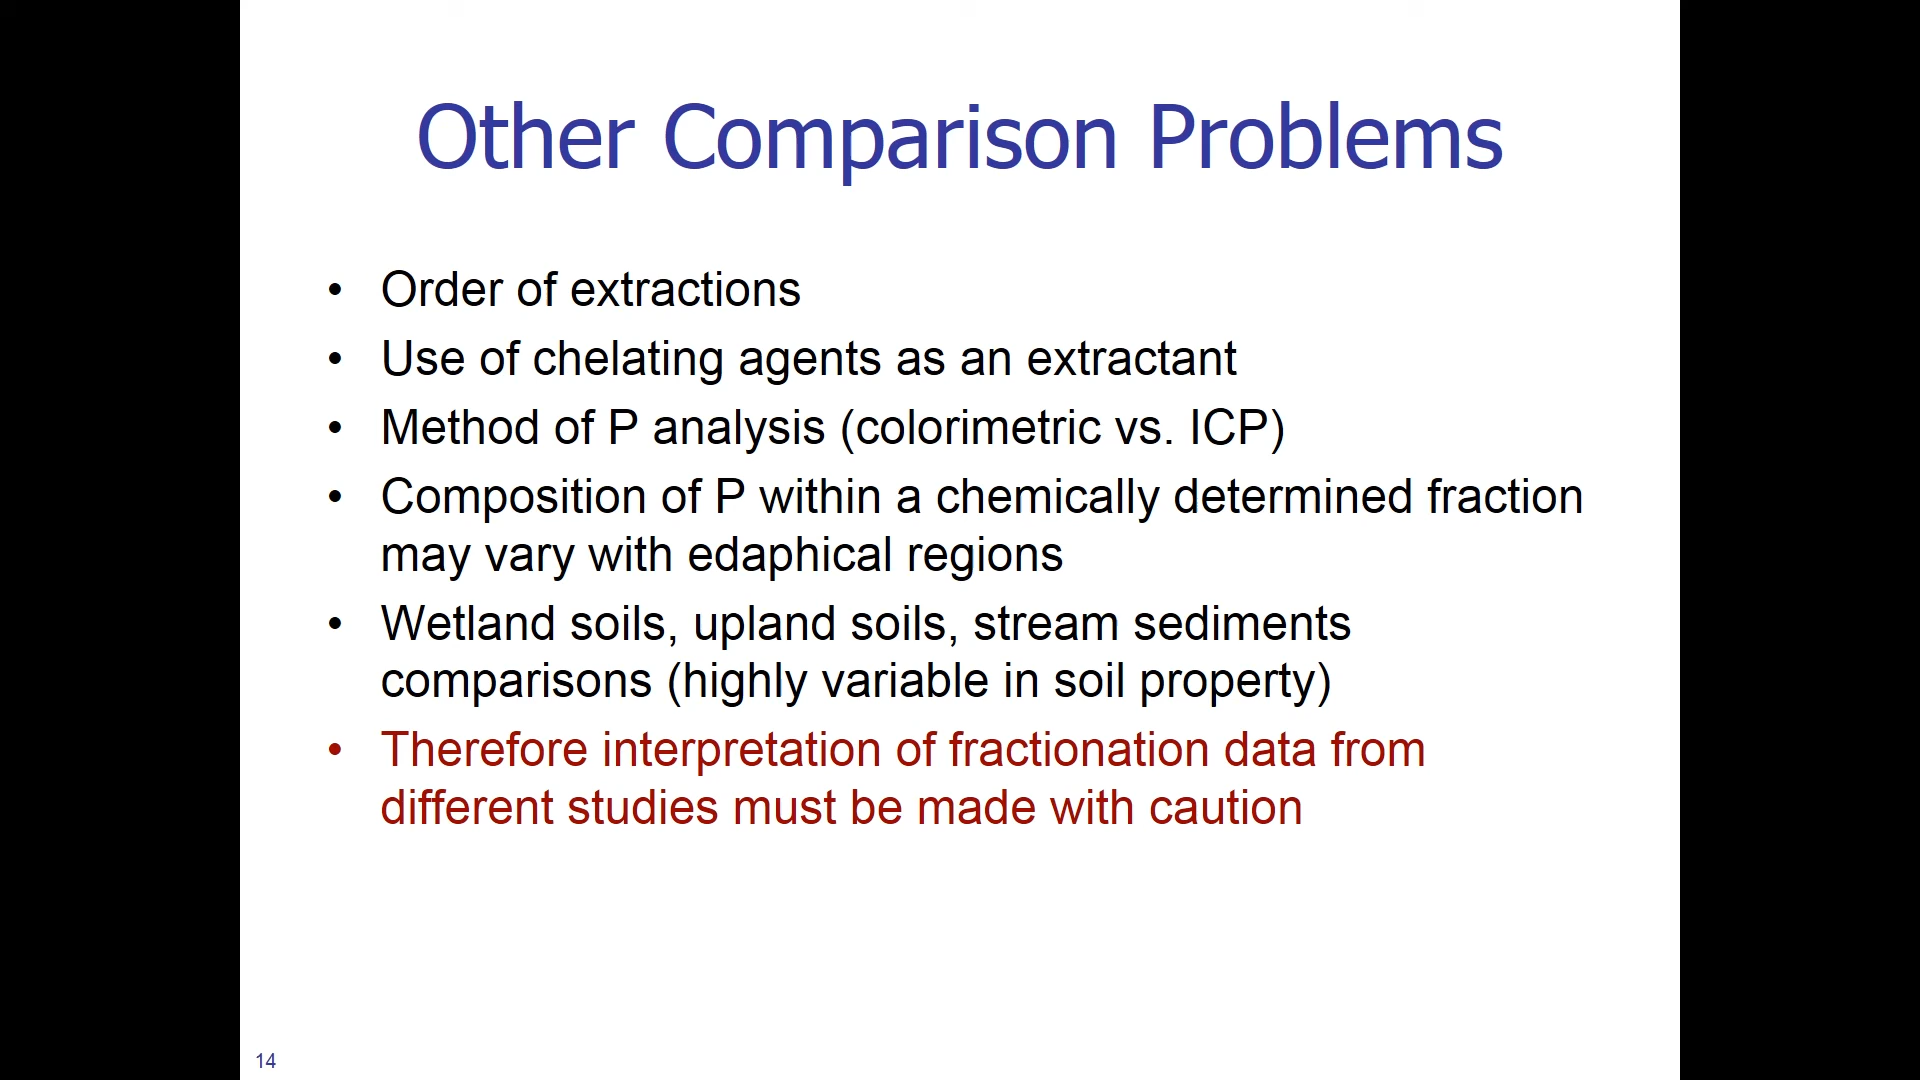 Other Comparison Problems
• Order of extractions
• Use of chelating agents as an extractant
• Method of P analysis (colorimetric vs. ICP)
• Composition of P within a chemically determined fraction
may vary with edaphical regions
• Wetland soils, upland soils, stream sediments
comparisons (highly variable in soil property)
• Therefore interpretation of fractionation data from
different studies must be made with caution
14